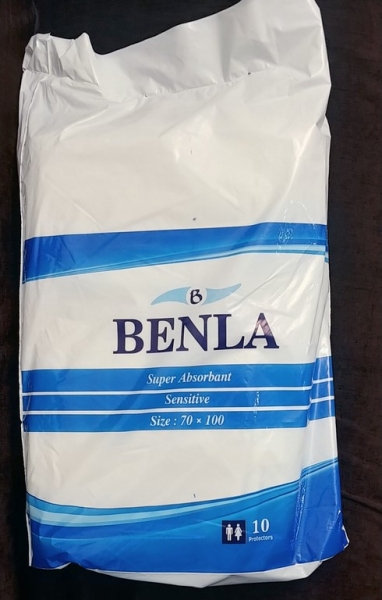 B
BENLA
Super Absorbant
Sensitive
Size : 70 × 100
10
Protectors